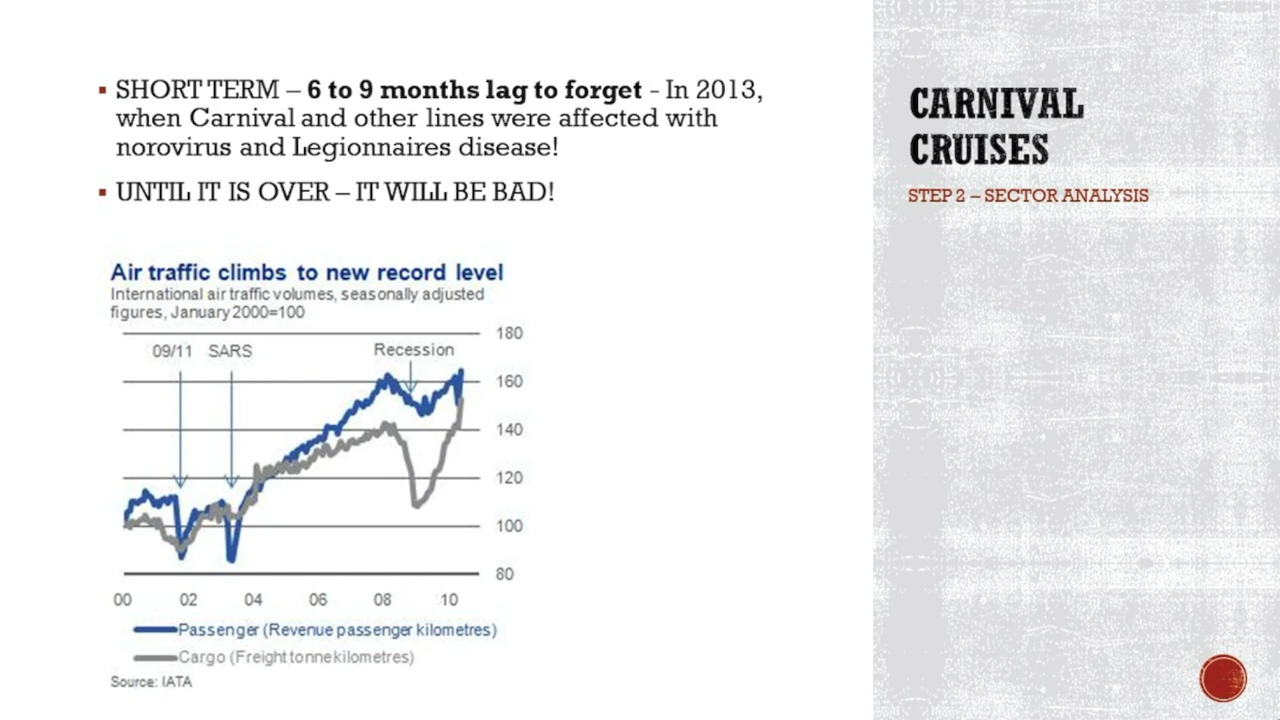 ▪ SHORT TERM – 6 to 9 months lag to forget - In 2013,
when Carnival and other lines were affected with
norovirus and Legionnaires disease!
▪ UNTIL IT IS OVER – IT WILL BE BAD!
CARNIVAL
CRUISES
STEP 2 – SECTOR ANALYSIS
Air traffic climbs to new record level
International air traffic volumes, seasonally adjusted
figures, January 2000=100
180
09/11 SARS Recession
160
140
120
100
80
00 02 04 06 08 10
Passenger (Revenue passenger kilometres)
Cargo (Freight tonne kilometres)
Source: IATA